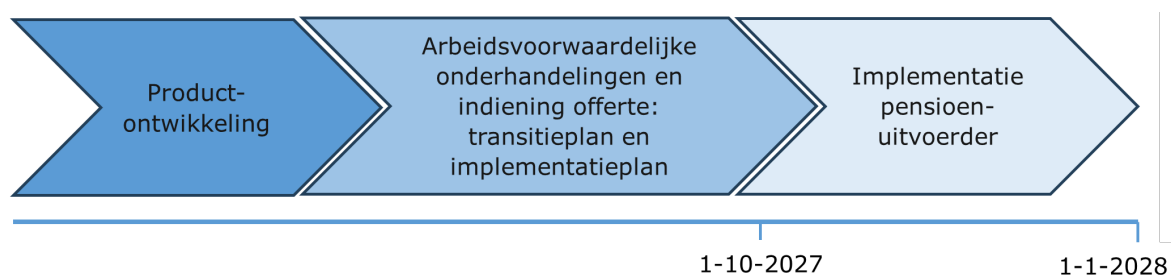 Product-
ontwikkeling
Arbeidsvoorwaardelijke
onderhandelingen en
indiening offerte:
transitieplan en
implementatieplan
Implementatie
pensioen-
uitvoerder
1-10-2027
1-1-2028